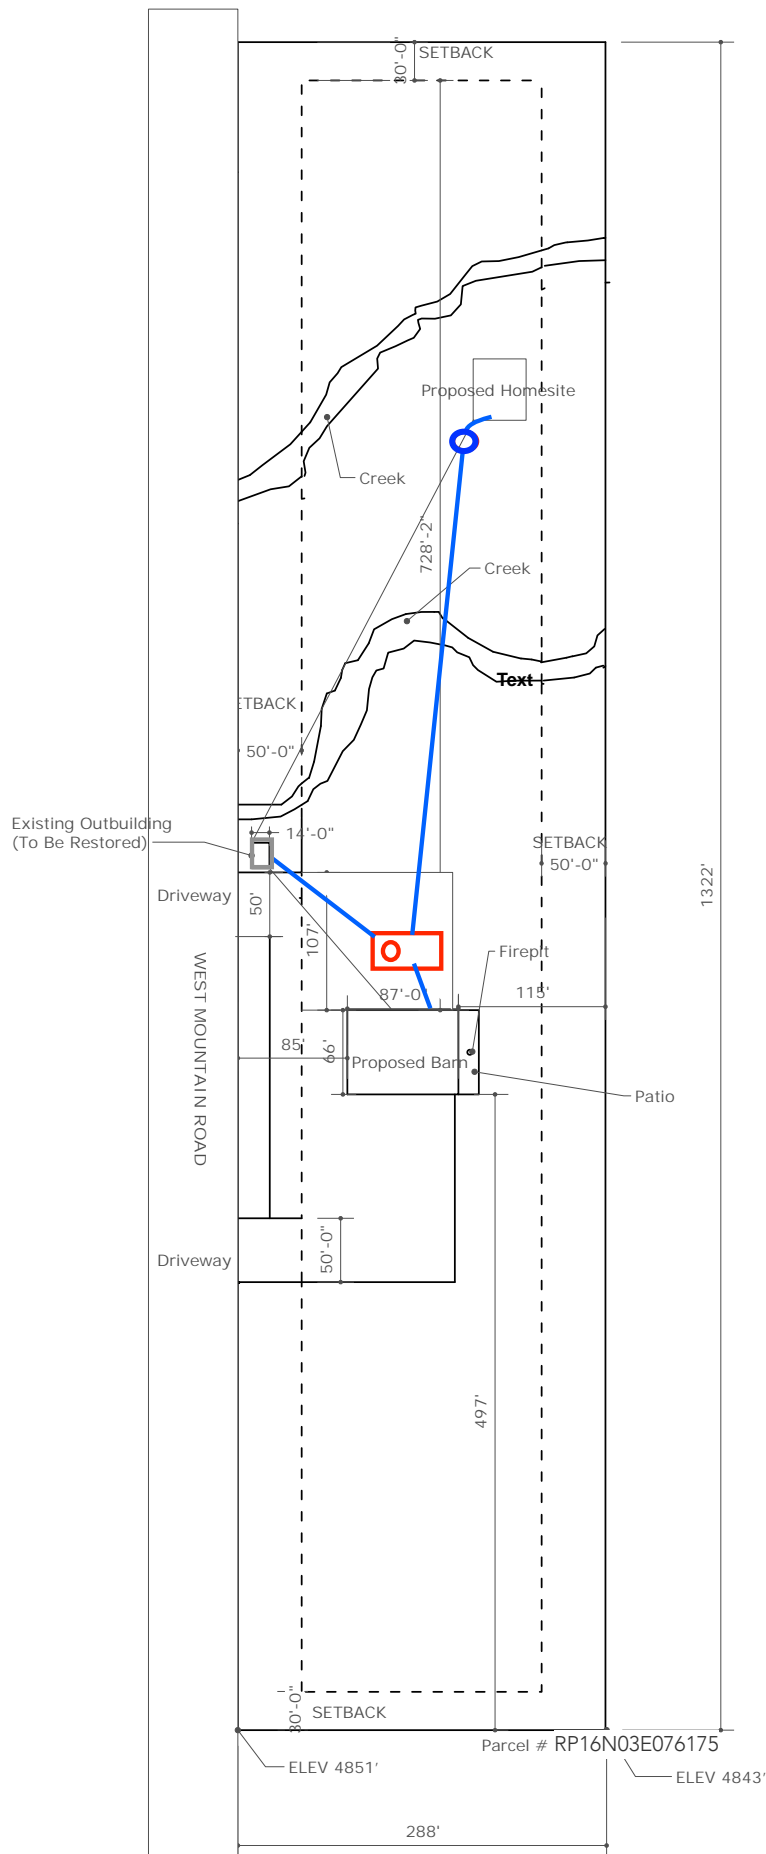 30'-0"
SETBACK
Proposed Homesite
Creek
728'-2"
Creek
Text
ETBACK
50'-0"
Existing Outbuilding
(To Be Restored)
14'-0"
SETBACK
50'-0"
1322'
Driveway
50'
107'
WEST MOUNTAIN ROAD
Firepit
87'-0"
115'
85'
66'
Proposed Barn
Patio
50'-0"
Driveway
497'
30'-0"
SETBACK
Parcel # RP16N03E076175
ELEV 4851'
ELEV 4843'
288'